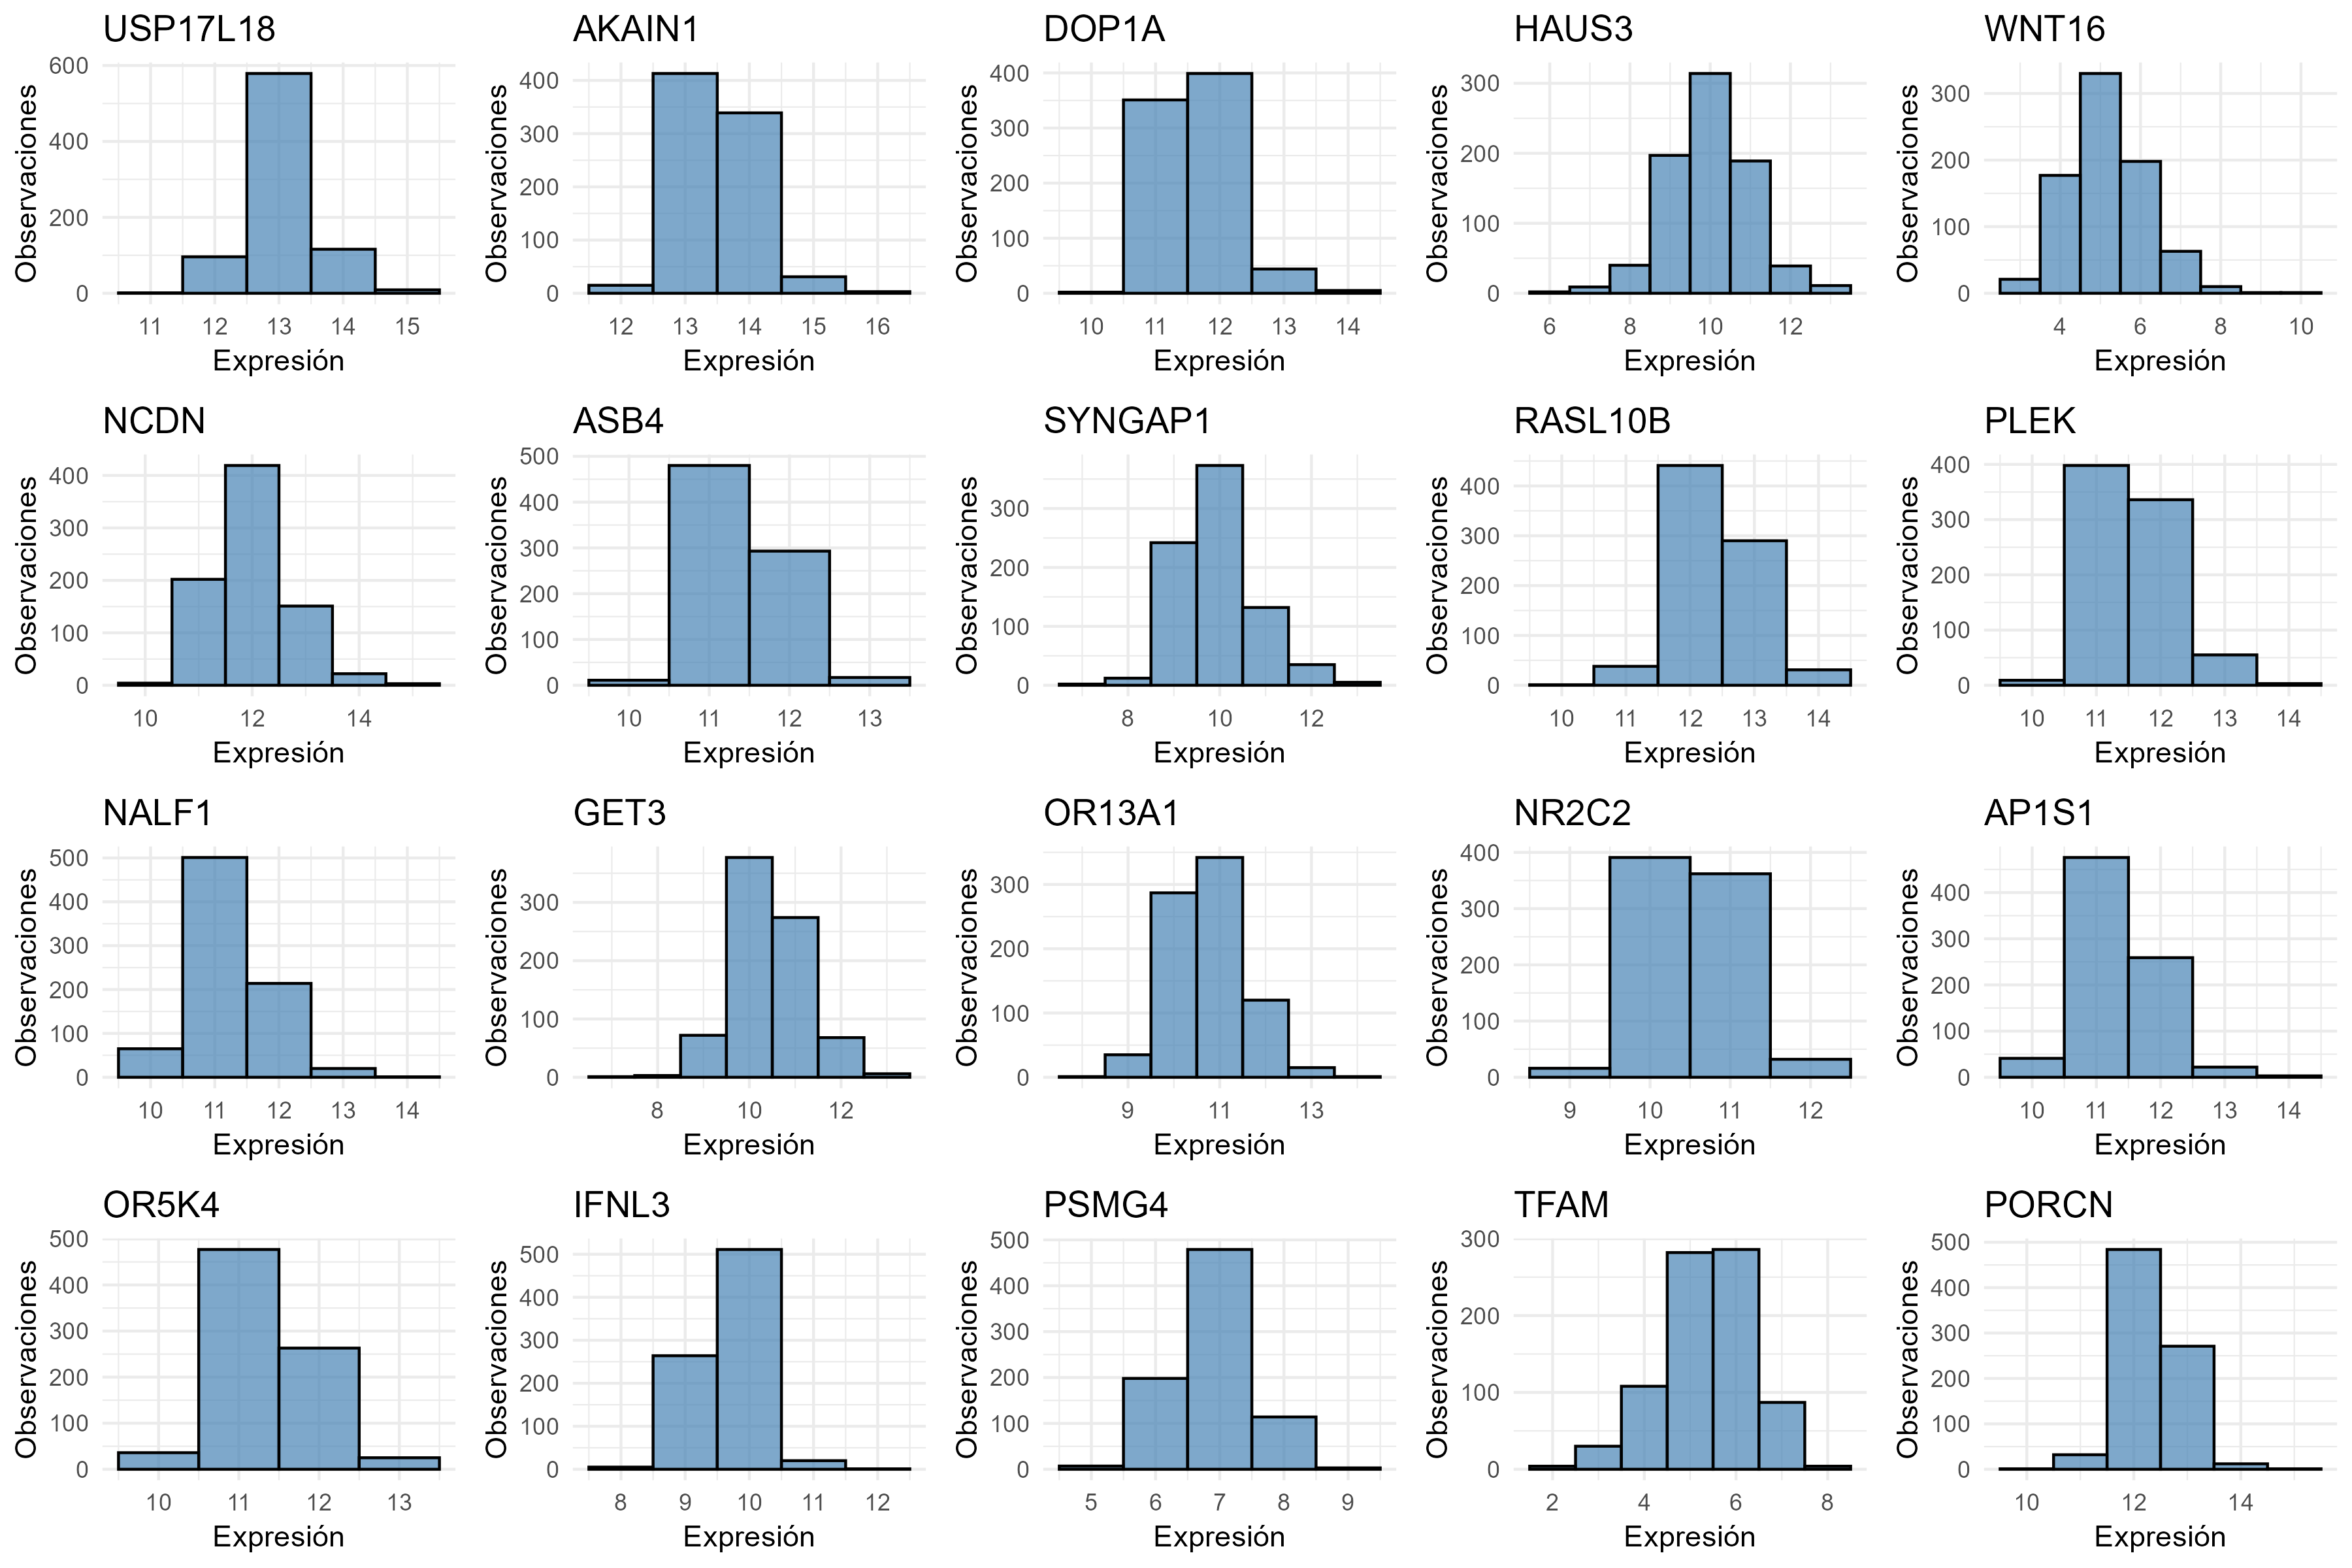 USP17L18
Observaciones
600
400
200
0
11 12 13 14 15
Expresión
AKAIN1
Observaciones
400
300
200
100
0
12 13 14 15 16
Expresión
DOP1A
Observaciones
400
300
200
100
0
10 11 12 13 14
Expresión
HAUS3
Observaciones
300
200
100
0
6 8 10 12
Expresión
WNT16
Observaciones
300
200
100
0
4 6 8 10
Expresión
NCDN
Observaciones
400
300
200
100
0
10 12 14
Expresión
ASB4
Observaciones
500
400
300
200
100
0
10 11 12 13
Expresión
SYNGAP1
Observaciones
300
200
100
0
8 10 12
Expresión
RASL10B
Observaciones
400
300
200
100
0
10 11 12 13 14
Expresión
PLEK
Observaciones
400
300
200
100
0
10 11 12 13 14
Expresión
NALF1
Observaciones
500
400
300
200
100
0
10 11 12 13 14
Expresión
GET3
Observaciones
300
200
100
0
8 10 12
Expresión
OR13A1
Observaciones
300
200
100
0
9 11 13
Expresión
NR2C2
Observaciones
400
300
200
100
0
9 10 11 12
Expresión
AP1S1
Observaciones
400
300
200
100
0
10 11 12 13 14
Expresión
OR5K4
Observaciones
500
400
300
200
100
0
10 11 12 13
Expresión
IFNL3
Observaciones
500
400
300
200
100
0
8 9 10 11 12
Expresión
PSMG4
Observaciones
500
400
300
200
100
0
5 6 7 8 9
Expresión
TFAM
Observaciones
300
200
100
0
2 4 6 8
Expresión
PORCN
Observaciones
500
400
300
200
100
0
10 12 14
Expresión